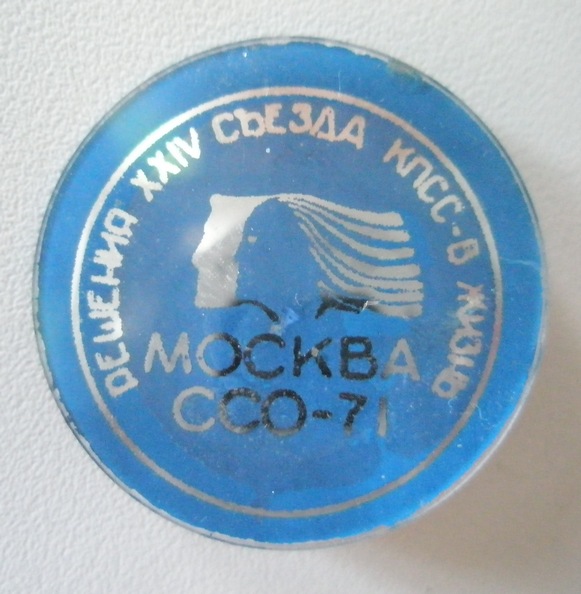 РЕШЕНИЯ XXIV СЪЕЗДА КПСС-В ЖИЗНЬ
МОСКВА
ССО-71